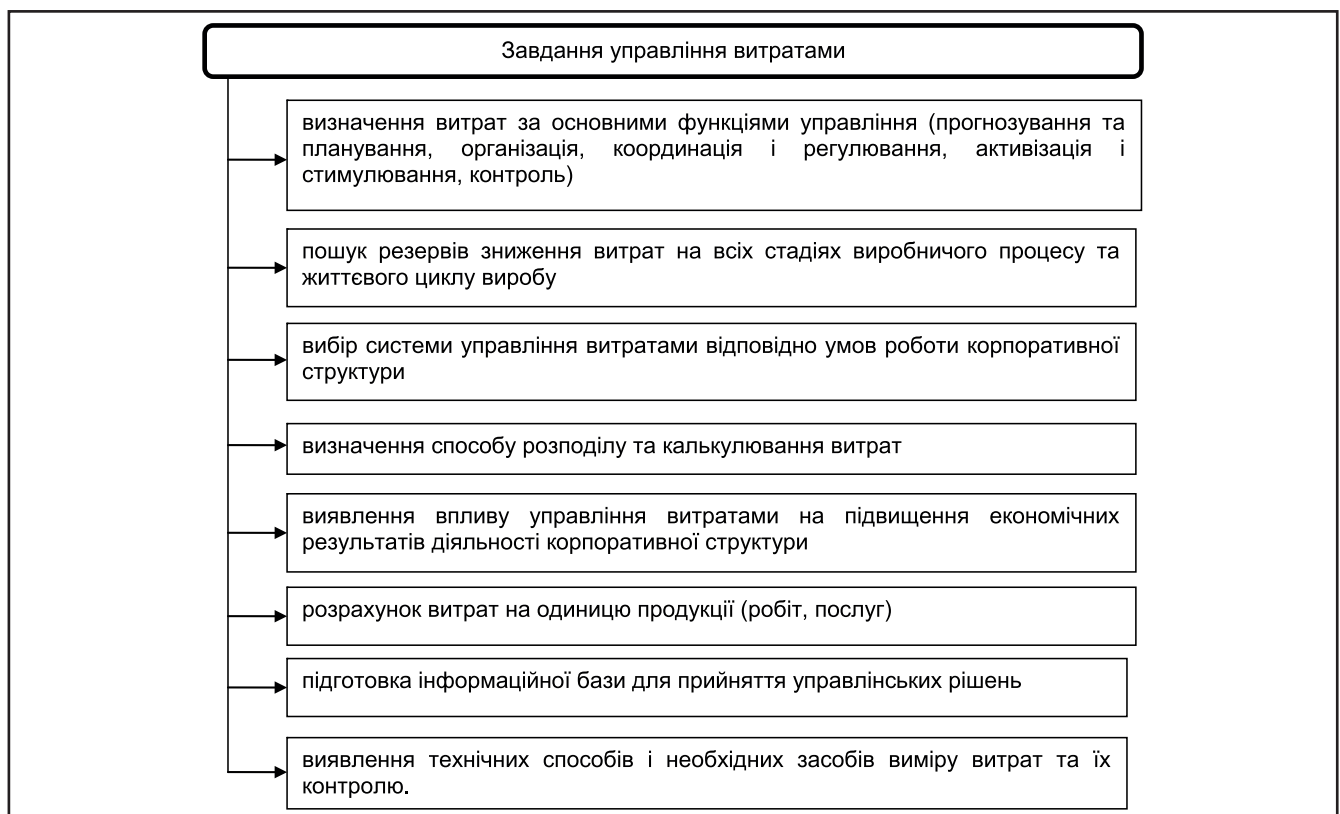 Завдання управління витратами
визначення витрат за основними функціями управління (прогнозування та
планування, організація, координація і регулювання, активізація і
стимулювання, контроль)
пошук резервів зниження витрат на всіх стадіях виробничого процесу та
життєвого циклу виробу
вибір системи управління витратами відповідно умов роботи корпоративної
структури
визначення способу розподілу та калькулювання витрат
виявлення впливу управління витратами на підвищення економічних
результатів діяльності корпоративної структури
розрахунок витрат на одиницю продукції (робіт, послуг)
підготовка інформаційної бази для прийняття управлінських рішень
виявлення технічних способів і необхідних засобів виміру витрат та їх
контролю.